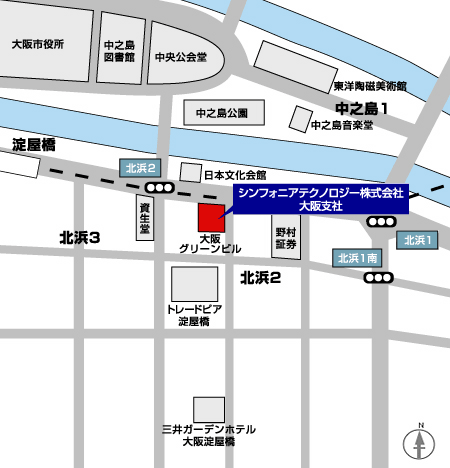 大阪市役所
中之島
図書館
中央公会堂
東洋陶磁美術館
中之島1
中之島公園
中之島音楽堂
淀屋橋
北浜2
日本文化会館
シンフォニアテクノロジー株式会社
大阪支社
資生堂
北浜3
大阪
グリーンビル
野村
証券
北浜1
北浜1南
北浜2
トレードピア
淀屋橋
三井ガーデンホテル
大阪淀屋橋
N